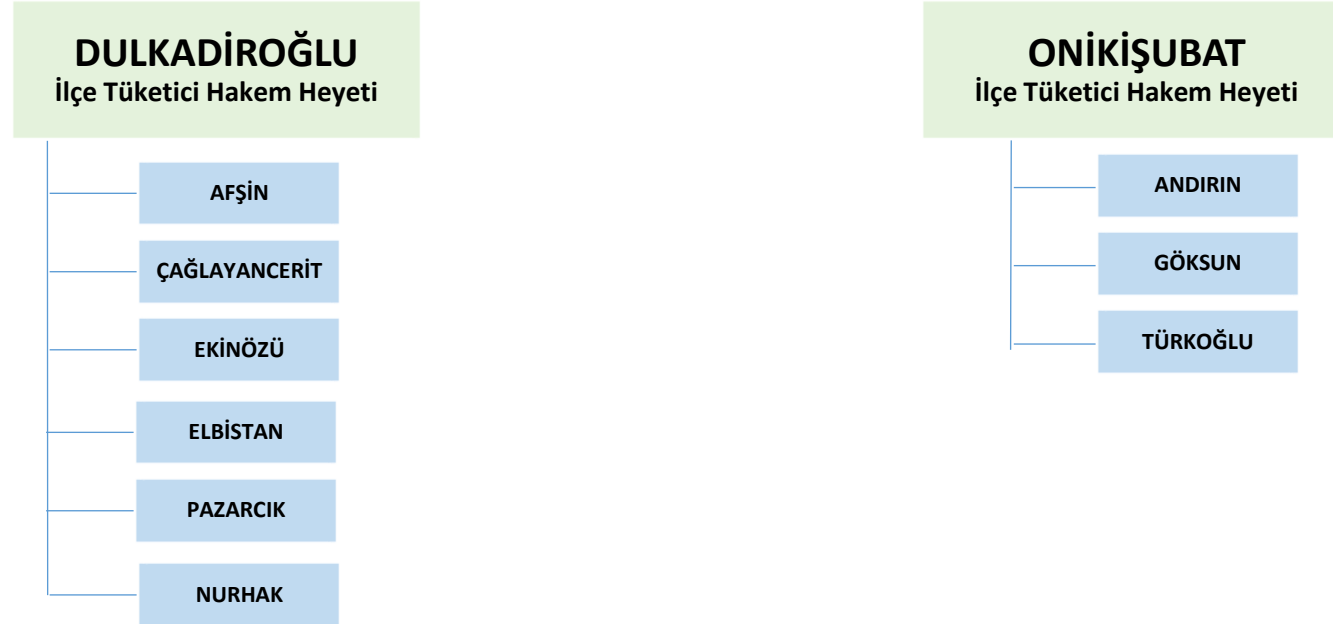 DULKADİROĞLU
İlçe Tüketici Hakem Heyeti
AFŞİN
ÇAĞLAYANCERİT
EKİNÖZÜ
ELBİSTAN
PAZARCIK
NURHAK
ONİKİŞUBAT
İlçe Tüketici Hakem Heyeti
ANDIRIN
GÖKSUN
TÜRKOĞLU